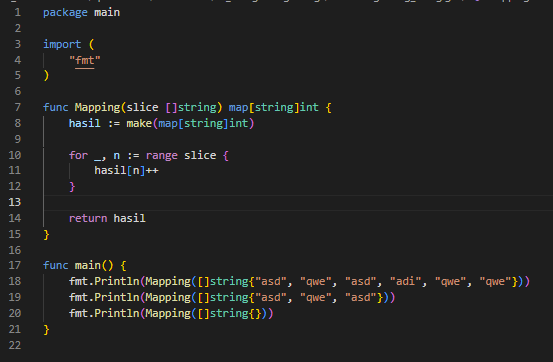 1 package main
2
3 import (
4     "fmt"
5 )
6
7 func Mapping(slice []string) map[string]int {
8     hasil := make(map[string]int)
9
10     for _, n := range slice {
11         hasil[n]++
12     }
13
14     return hasil
15 }
16
17 func main() {
18     fmt.Println(Mapping([]string{"asd", "qwe", "asd", "adi", "qwe", "qwe"}))
19     fmt.Println(Mapping([]string{"asd", "qwe", "asd"}))
20     fmt.Println(Mapping([]string{}))
21 }
22